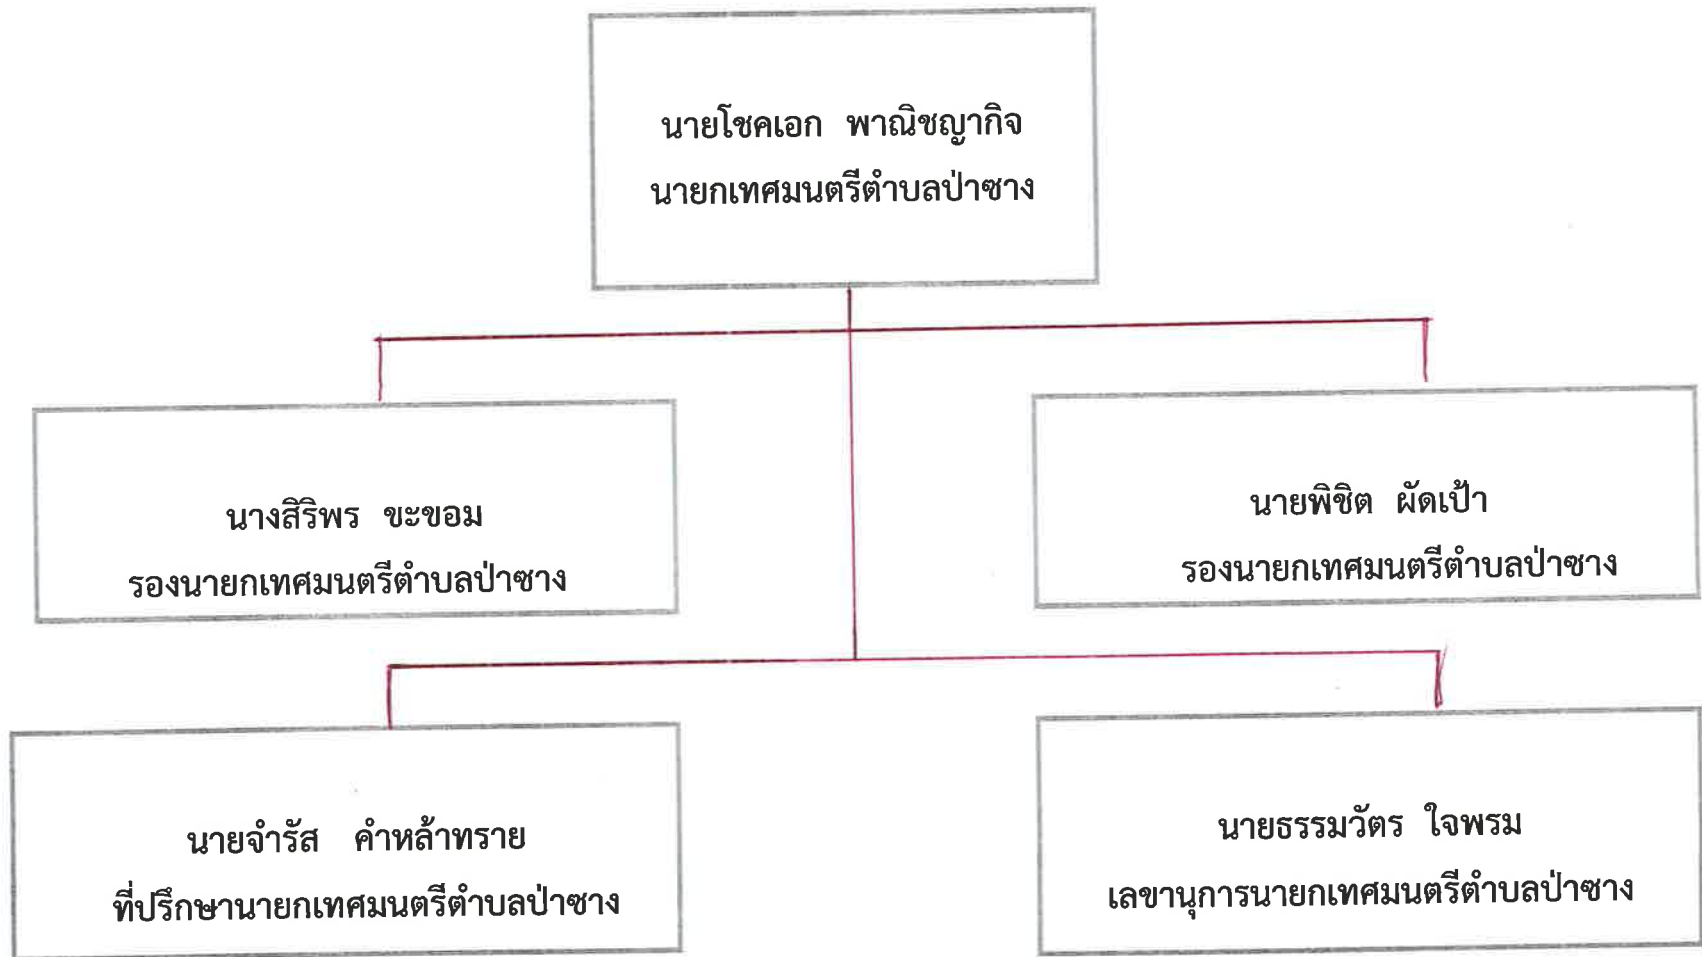 นายโชคเอก พาณิชญากิจ
นายกเทศมนตรีตำบลป่าซาง
นางสิริพร ขะขอม
รองนายกเทศมนตรีตำบลป่าซาง
นายพิชิต ผัดเป้า
รองนายกเทศมนตรีตำบลป่าซาง
นายจำรัส คำหล้าทราย
ที่ปรึกษานายกเทศมนตรีตำบลป่าซาง
นายธรรมวัตร ใจพรม
เลขานุการนายกเทศมนตรีตำบลป่าซาง